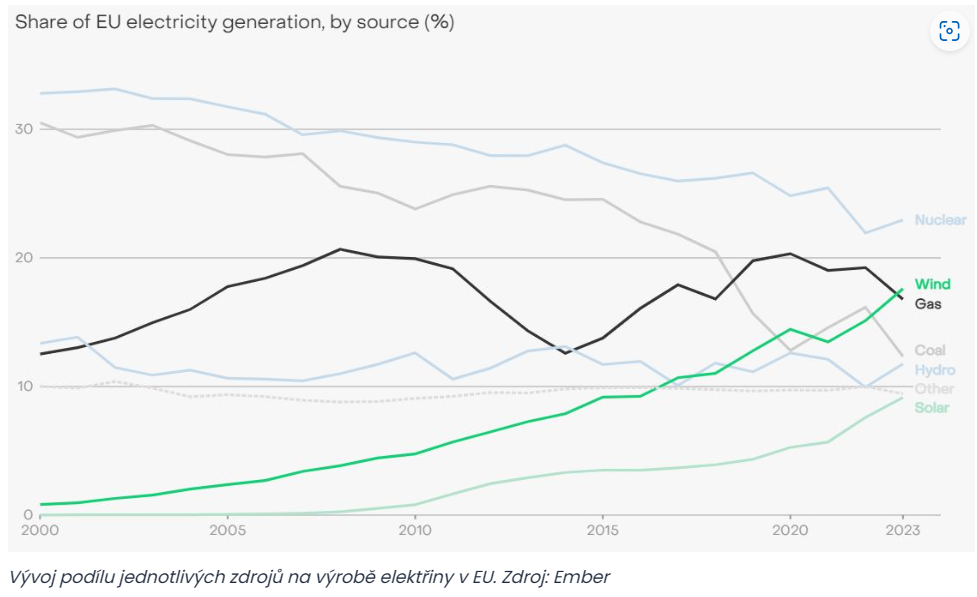 Share of EU electricity generation, by source (%)
30
20
10
0
Nuclear
Wind
Gas
Coal
Hydro
Other
Solar
2000 2005 2010 2015 2020 2023
Vývoj podílu jednotlivých zdrojů na výrobě elektřiny v EU. Zdroj: Ember